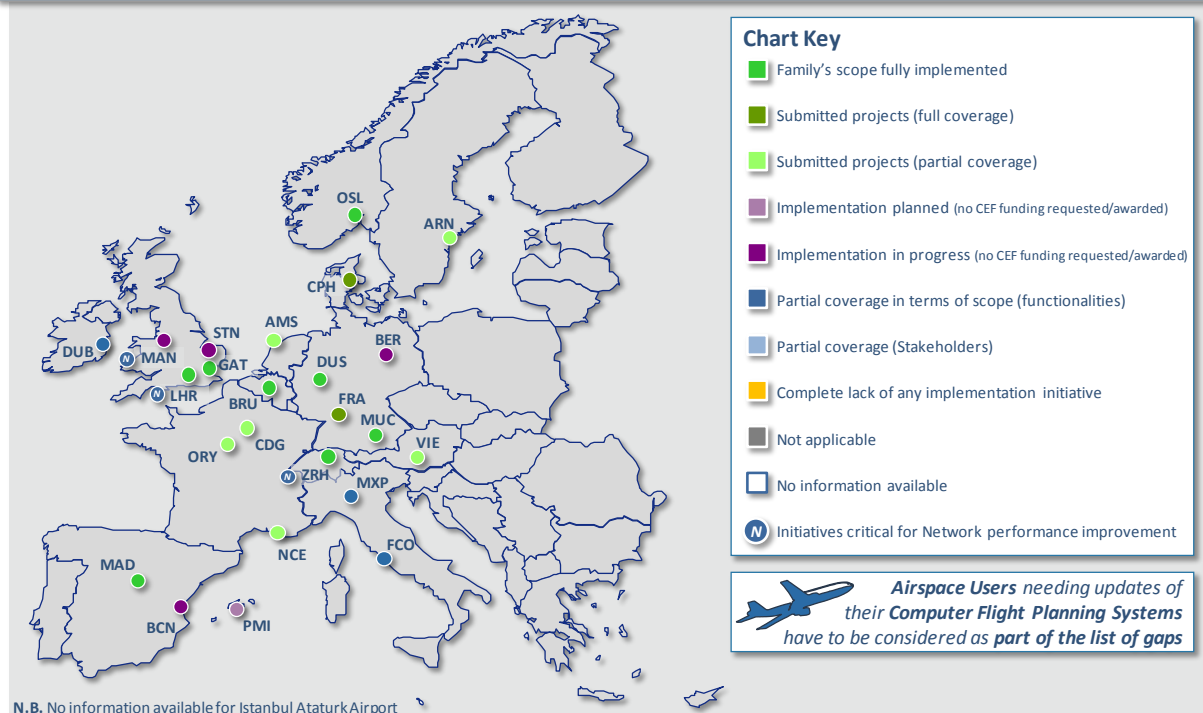 Chart Key
Family's scope fully implemented
Submitted projects (full coverage)
Submitted projects (partial coverage)
Implementation planned (no CEF funding requested/awarded)
Implementation in progress (no CEF funding requested/awarded)
Partial coverage in terms of scope (functionalities)
Partial coverage (Stakeholders)
Complete lack of any implementation initiative
Not applicable
No information available
N Initiatives critical for Network performance improvement
Airspace Users needing updates of
their Computer Flight Planning Systems
have to be considered as part of the list of gaps
OSL
ARN
CPH
AMS
STN
BER
DUB
N
MAN
GAT
DUS
N
LHR
BRU
FRA
MUC
CDG
VIE
ORY
N
ZRH
MXP
NCE
FCO
MAD
BCN
PMI
N.B. No information available for Istanbul Ataturk Airport